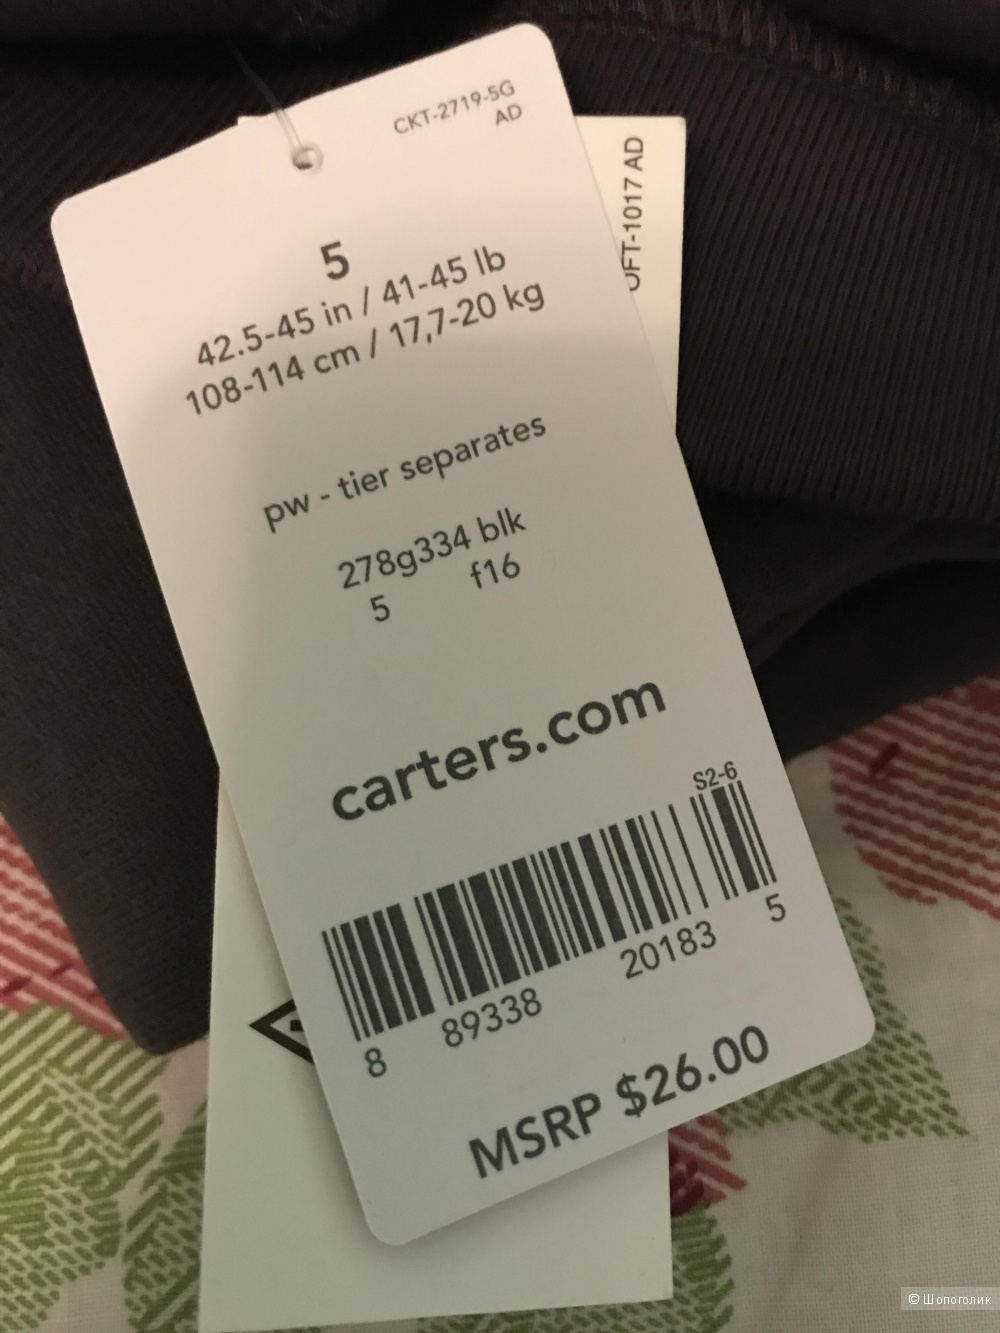 CKT-2719-5G
AD
5
42.5-45 in / 41-45 lb
108-114 cm / 17,7-20 kg
pw - tier separates
278g334 blk
5 f16
carters.com
S2-6
8 89338 20183 5
MSRP $26.00
OFT-1017 AD
© Шопоголик